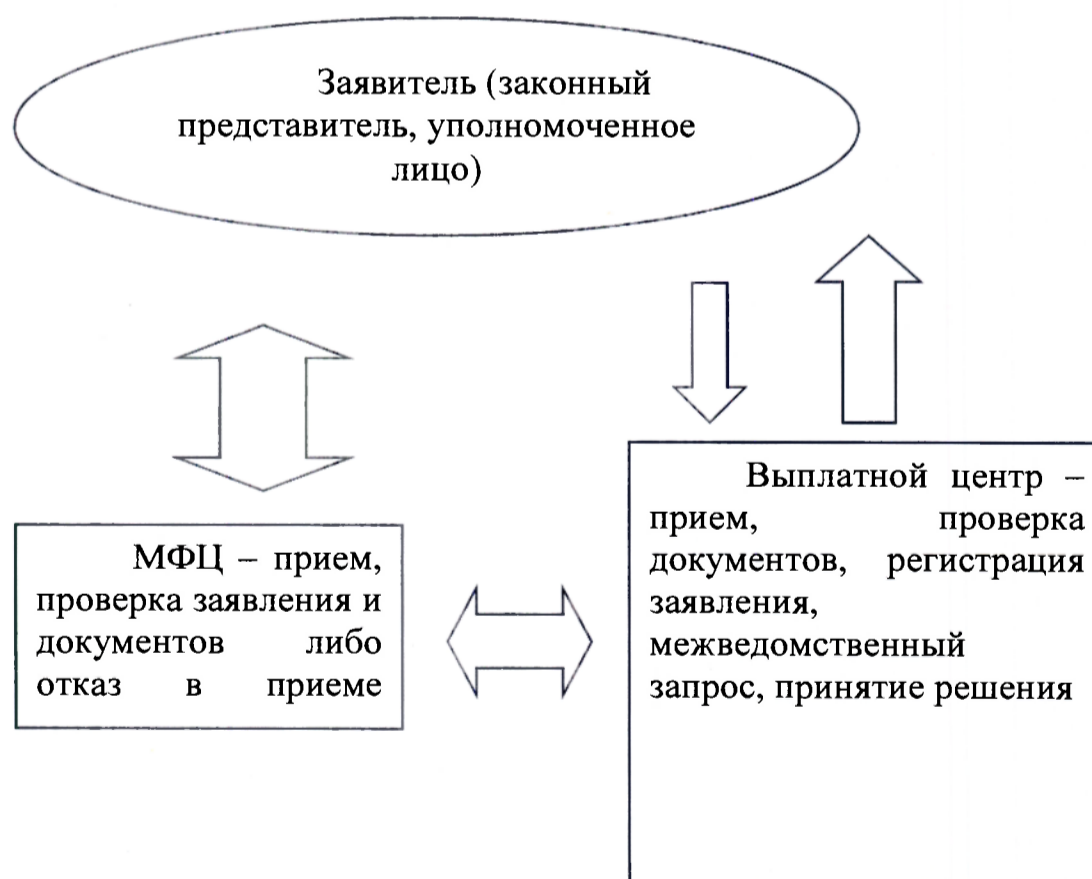 Заявитель (законный
представитель, уполномоченное
лицо)
МФЦ – прием,
проверка заявления и
документов либо
отказ в приеме
Выплатной центр –
прием, проверка
документов, регистрация
заявления,
межведомственный
запрос, принятие решения